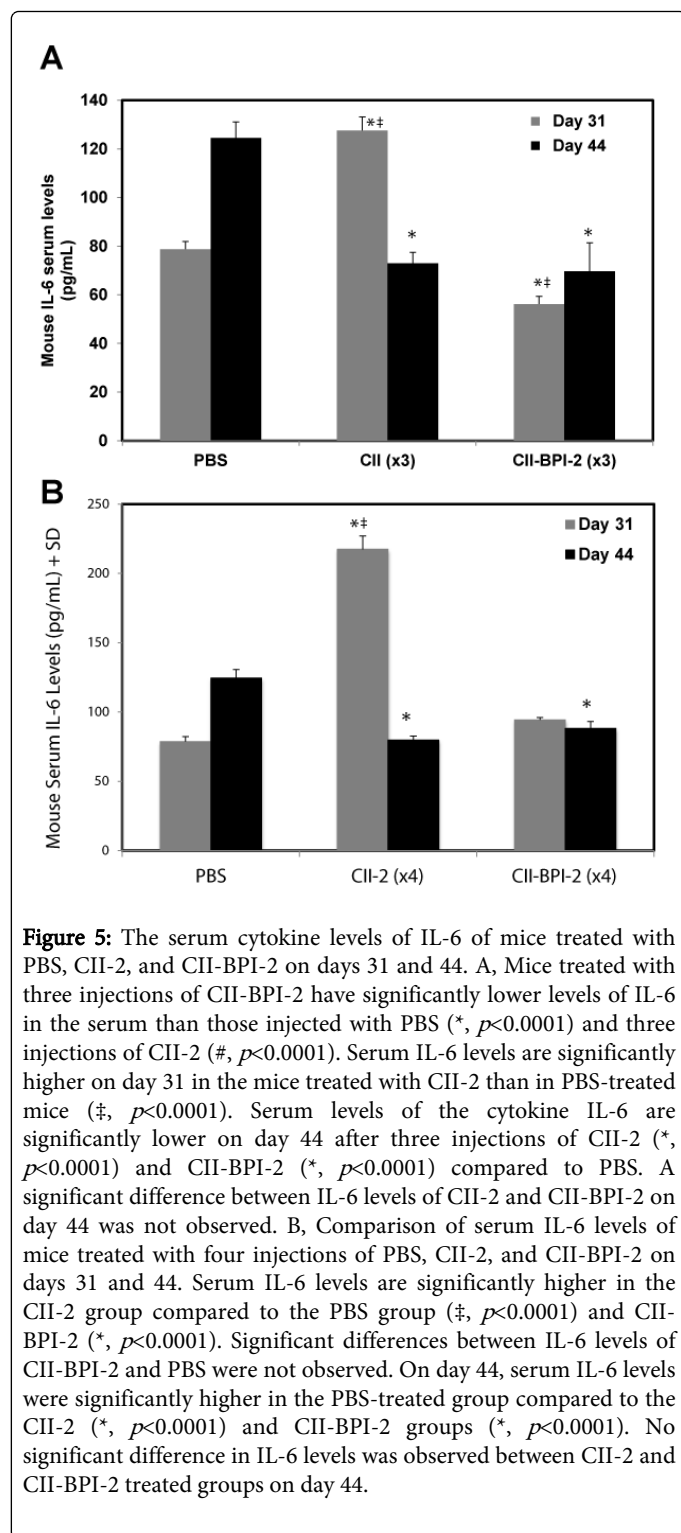 A
Mouse IL-6 serum levels
(pg/mL)
140
120
100
80
60
40
20
0
Day 31
Day 44
*‡
*
*‡
*
PBS
CII (x3)
CII-BPI-2 (x3)
B
Mouse Serum IL-6 Levels (pg/mL) + SD
250
200
150
100
50
0
Day 31
Day 44
*‡
*
*
PBS
CII-2 (x4)
CII-BPI-2 (x4)
Figure 5: The serum cytokine levels of IL-6 of mice treated with
PBS, CII-2, and CII-BPI-2 on days 31 and 44. A, Mice treated with
three injections of CII-BPI-2 have significantly lower levels of IL-6
in the serum than those injected with PBS (*, p<0.0001) and three
injections of CII-2 (#, p<0.0001). Serum IL-6 levels are significantly
higher on day 31 in the mice treated with CII-2 than in PBS-treated
mice (‡, p<0.0001). Serum levels of the cytokine IL-6 are
significantly lower on day 44 after three injections of CII-2 (*,
p<0.0001) and CII-BPI-2 (*, p<0.0001) compared to PBS. A
significant difference between IL-6 levels of CII-2 and CII-BPI-2 on
day 44 was not observed. B, Comparison of serum IL-6 levels of
mice treated with four injections of PBS, CII-2, and CII-BPI-2 on
days 31 and 44. Serum IL-6 levels are significantly higher in the
CII-2 group compared to the PBS group (‡, p<0.0001) and CII-
BPI-2 (*, p<0.0001). Significant differences between IL-6 levels of
CII-BPI-2 and PBS were not observed. On day 44, serum IL-6 levels
were significantly higher in the PBS-treated group compared to the
CII-2 (*, p<0.0001) and CII-BPI-2 groups (*, p<0.0001). No
significant difference in IL-6 levels was observed between CII-2 and
CII-BPI-2 treated groups on day 44.